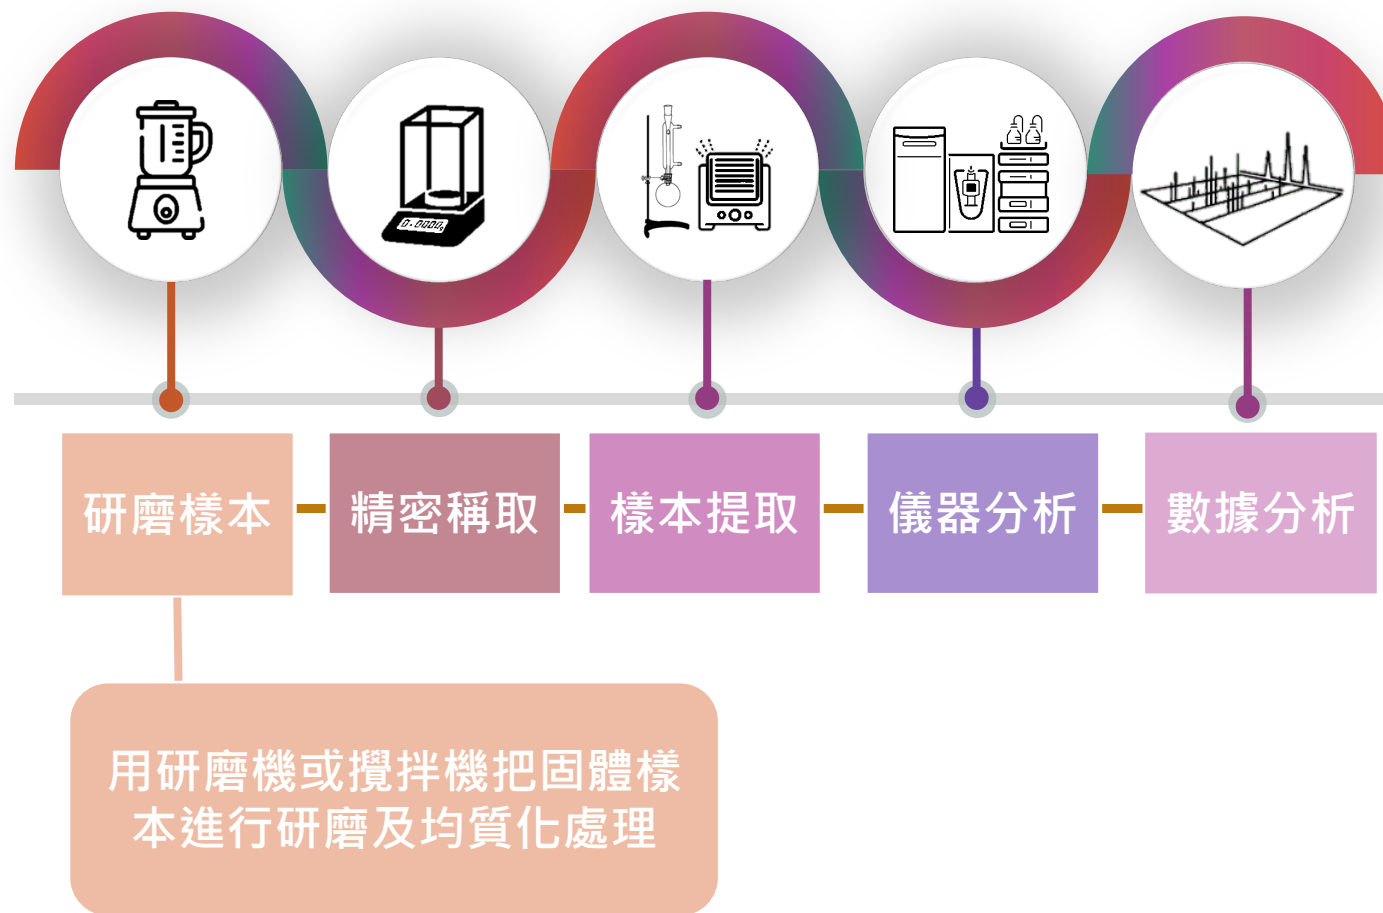 0.0000g
研磨樣本
精密稱取
樣本提取
儀器分析
數據分析
用研磨機或攪拌機把固體樣
本進行研磨及均質化處理